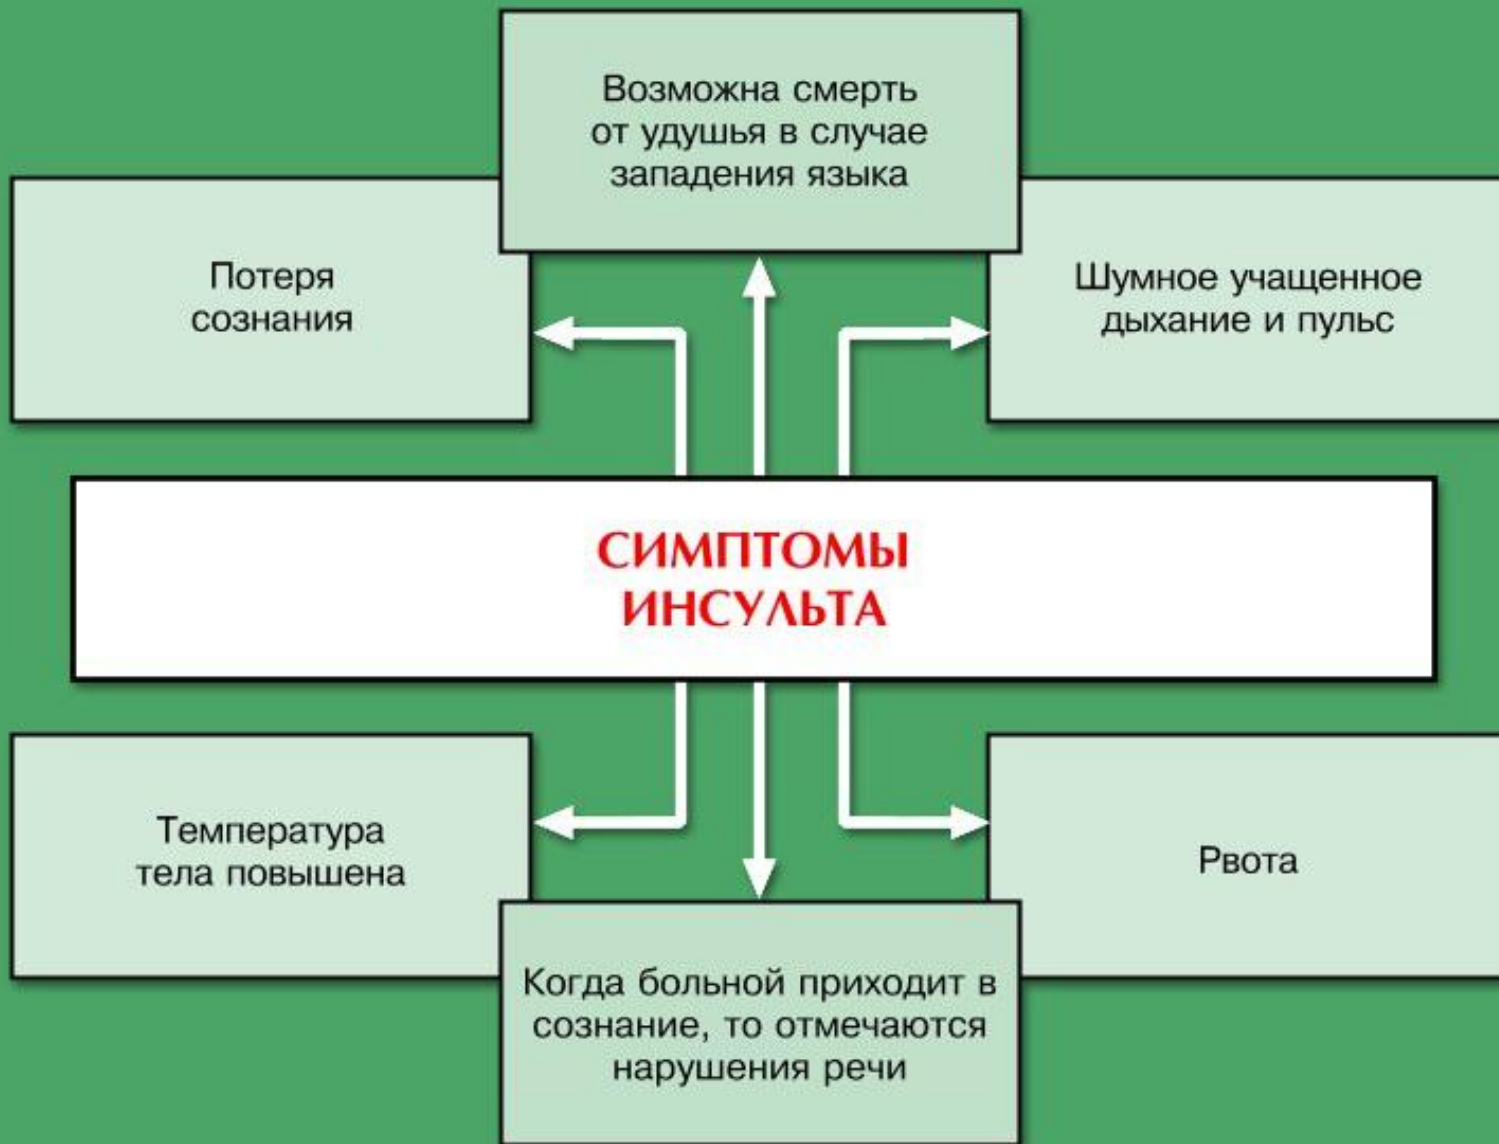 Возможна смерть
от удушья в случае
западения языка
Потеря
сознания
Шумное учащенное
дыхание и пульс
СИМПТОМЫ
ИНСУЛЬТА
Температура
тела повышена
Рвота
Когда больной приходит в
сознание, то отмечаются
нарушения речи